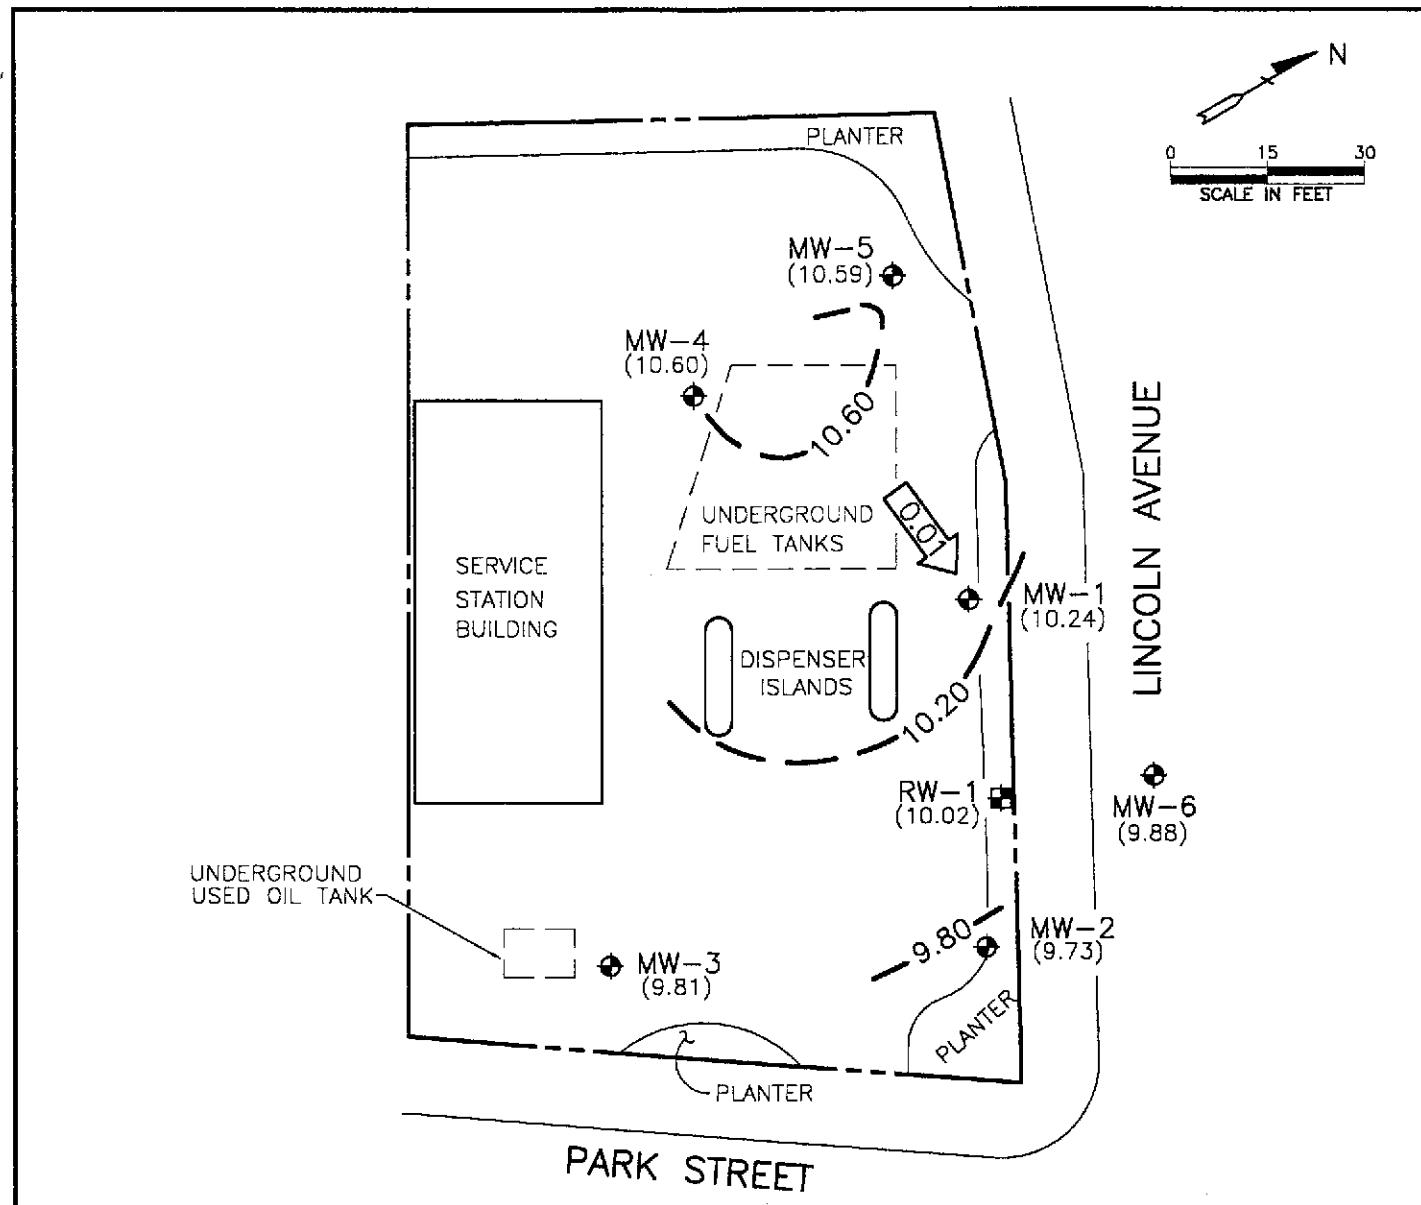 N
0 15 30
SCALE IN FEET
PLANTER
MW-5
(10.59)
MW-4
(10.60)
10.60
UNDERGROUND
FUEL TANKS
0.01
SERVICE
STATION
BUILDING
MW-1
(10.24)
LINCOLN AVENUE
DISPENSER
ISLANDS
10.20
RW-1
(10.02)
MW-6
(9.88)
UNDERGROUND
USED OIL TANK
9.80
MW-2
(9.73)
MW-3
(9.81)
PLANTER
PLANTER
PARK STREET